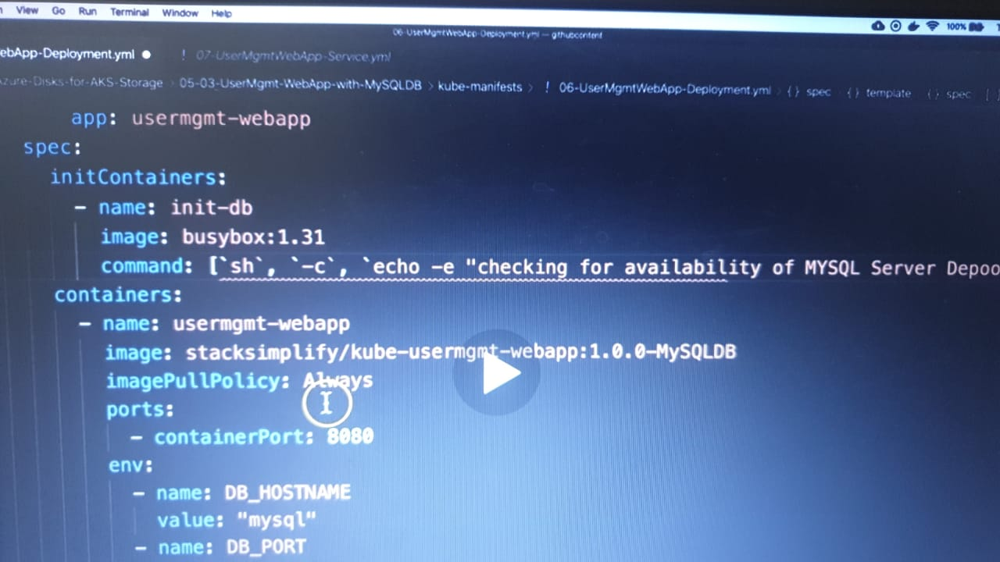 View Go Run Terminal Window Help
100%
06-UserMgmtWebApp-Deployment.yml — githubcontent
ebApp-Deployment.yml ● ! 07-UserMgmtWebApp-Service.yml
zure-Disks-for-AKS-Storage › 05-03-UserMgmt-WebApp-with-MySQLDB › kube-manifests › ! 06-UserMgmtWebApp-Deployment.yml › {} spec › {} template › {} spec › [
app: usermgmt-webapp
spec:
initContainers:
- name: init-db
image: busybox:1.31
command: [`sh`, `-c`, `echo -e "checking for availability of MYSQL Server Depoo
containers:
- name: usermgmt-webapp
image: stacksimplify/kube-usermgmt-webapp:1.0.0-MySQLDB
imagePullPolicy: Always
ports:
- containerPort: 8080
env:
- name: DB_HOSTNAME
value: "mysql"
- name: DB_PORT